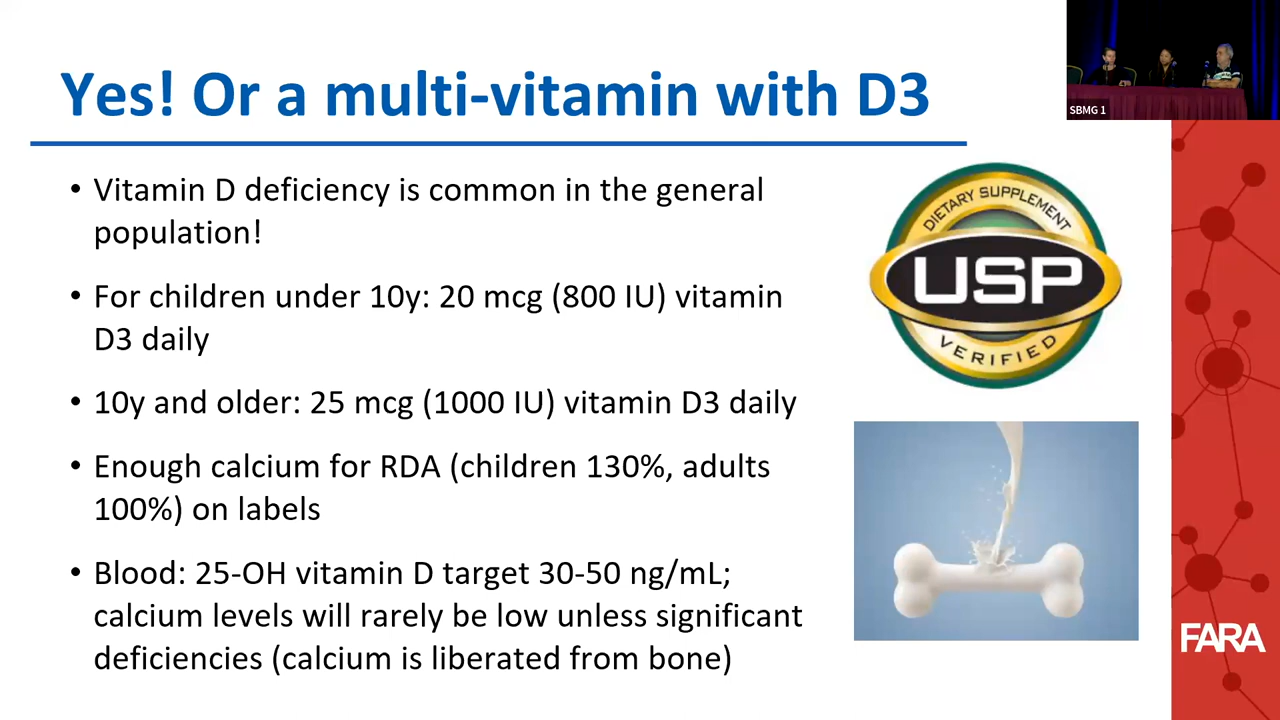 Yes! Or a multi-vitamin with D3
SBMG 1
• Vitamin D deficiency is common in the general
population!
• For children under 10y: 20 mcg (800 IU) vitamin
D3 daily
• 10y and older: 25 mcg (1000 IU) vitamin D3 daily
• Enough calcium for RDA (children 130%, adults
100%) on labels
• Blood: 25-OH vitamin D target 30-50 ng/mL;
calcium levels will rarely be low unless significant
deficiencies (calcium is liberated from bone)
DIETARY SUPPLEMENT
USP
VERIFIED
FARA